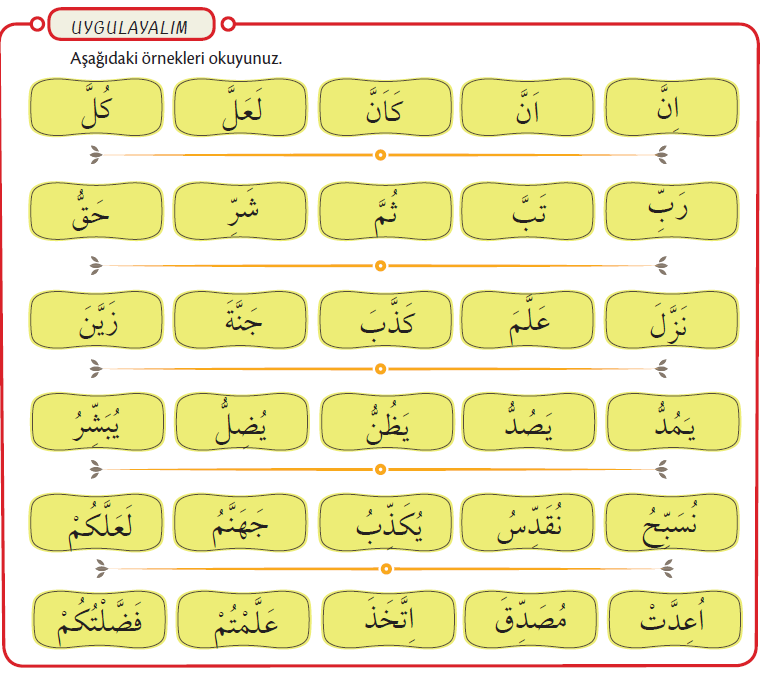 UYGULAYALIM
Aşağıdaki örnekleri okuyunuz.
اِنَّ اَنَّ كَاَنَّ لَعَلَّ كُلَّ
رَبِّ تَبَّ ثُمَّ شَرِّ حَقُّ
نَزَّلَ عَلَّمَ كَذَّبَ جَنَّةَ زَيَّنَ
يَمُدُّ يَصُدُّ يَظُنُّ يُضِلُّ يُبَشِّرُ
نُسَبِّحُ نُقَدِّسُ يُكَذِّبُ جَهَنَّمُ لَعَلَّكُمْ
اُعِدَّتْ مُصَدِّقَ اِتَّخَذَ عَلَّمْتُمْ فَضَّلْتُكُمْ